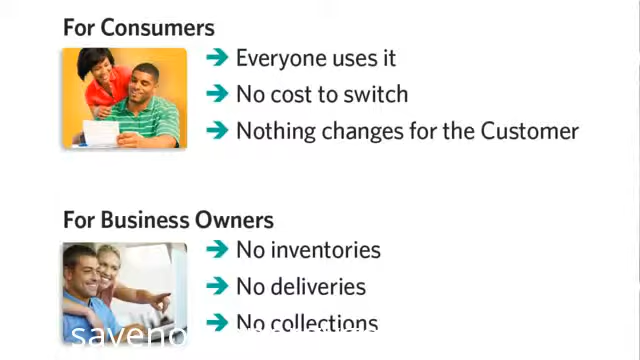 For Consumers
Everyone uses it
No cost to switch
Nothing changes for the Customer
For Business Owners
No inventories
No deliveries
No collections